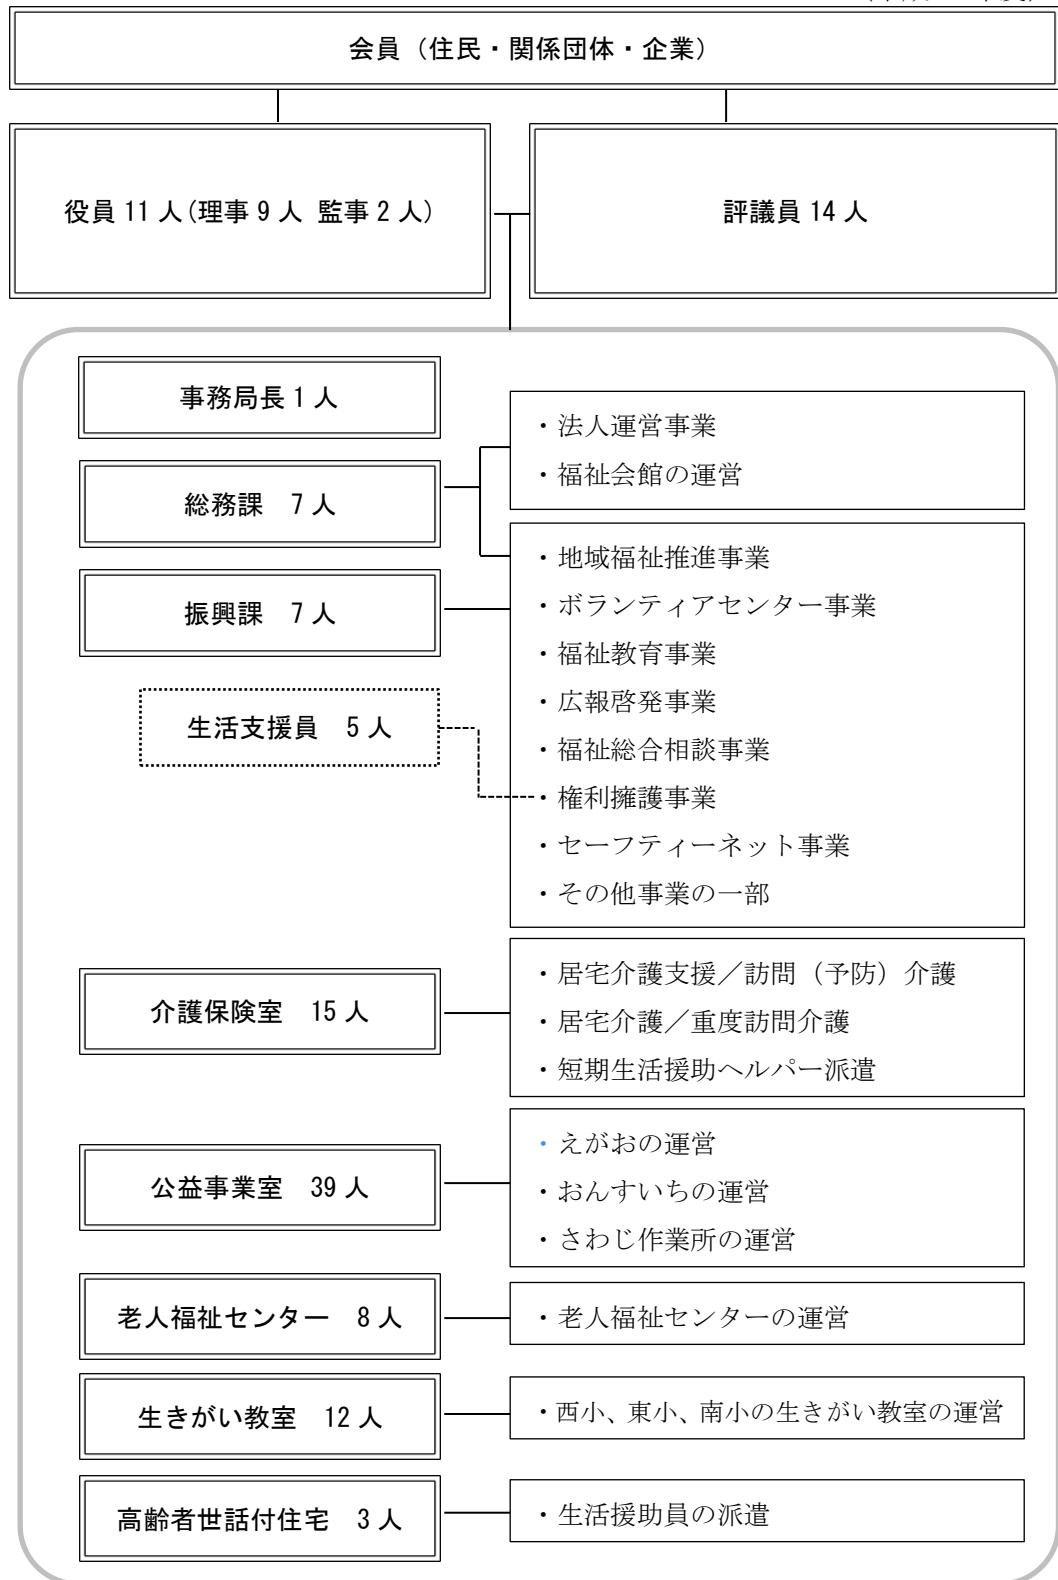 会員（住民・関係団体・企業）
役員 11 人（理事 9 人 監事 2 人）
評議員 14 人
事務局長 1 人
総務課　7 人
・法人運営事業
・福祉会館の運営
振興課　7 人
生活支援員　5 人
・地域福祉推進事業
・ボランティアセンター事業
・福祉教育事業
・広報啓発事業
・福祉総合相談事業
・権利擁護事業
・セーフティーネット事業
・その他事業の一部
介護保険室　15 人
・居宅介護支援／訪問（予防）介護
・居宅介護／重度訪問介護
・短期生活援助ヘルパー派遣
公益事業室　39 人
・えがおの運営
・おんすいちの運営
・さわじ作業所の運営
老人福祉センター　8 人
・老人福祉センターの運営
生きがい教室　12 人
・西小、東小、南小の生きがい教室の運営
高齢者世話付住宅　3 人
・生活援助員の派遣